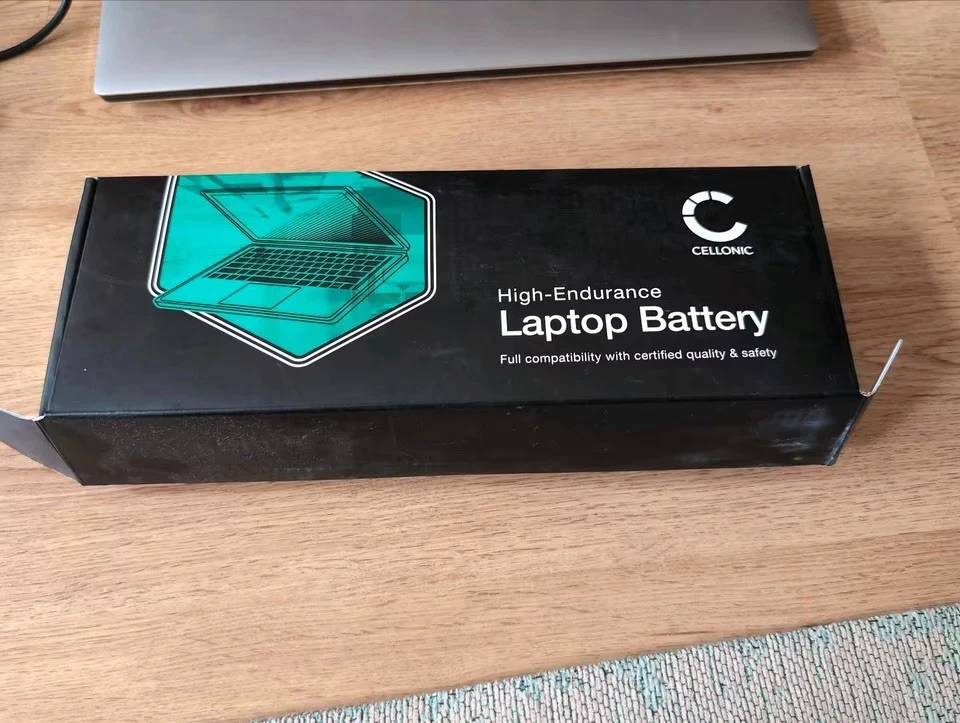 CELLONIC
High-Endurance
Laptop Battery
Full compatibility with certified quality & safety